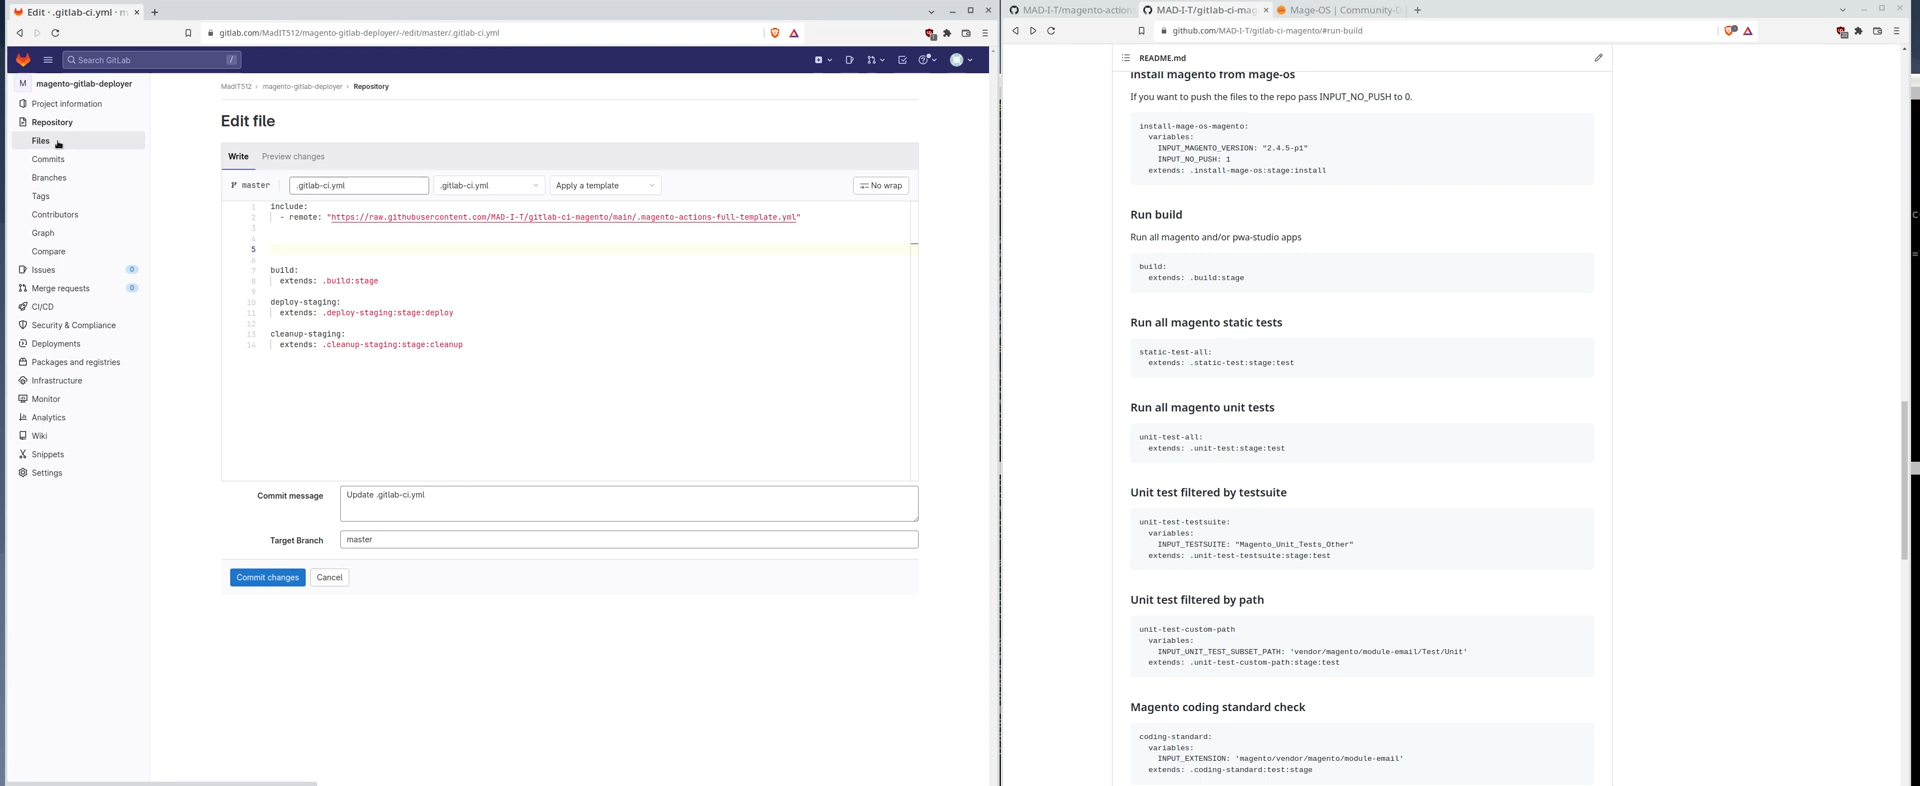 Edit · .gitlab-ci.yml · m
gitlab.com/MadIT512/magento-gitlab-deployer/-/edit/master/.gitlab-ci.yml
Search GitLab
/
M magento-gitlab-deployer
Project information
Repository
Files
Commits
Branches
Tags
Contributors
Graph
Compare
Issues 0
Merge requests 0
CI/CD
Security & Compliance
Deployments
Packages and registries
Infrastructure
Monitor
Analytics
Wiki
Snippets
Settings
MadIT512 › magento-gitlab-deployer › Repository
Edit file
Write Preview changes
master .gitlab-ci.yml .gitlab-ci.yml Apply a template No wrap
1 include:
2 - remote: "https://raw.githubusercontent.com/MAD-I-T/gitlab-ci-magento/main/.magento-actions-full-template.yml"
3
4
5
6
7 build:
8 extends: .build:stage
9
10 deploy-staging:
11 extends: .deploy-staging:stage:deploy
12
13 cleanup-staging:
14 extends: .cleanup-staging:stage:cleanup
Commit message Update .gitlab-ci.yml
Target Branch master
Commit changes Cancel
MAD-I-T/magento-action MAD-I-T/gitlab-ci-mag Mage-OS | Community-D
github.com/MAD-I-T/gitlab-ci-magento/#run-build
README.md
Install magento from mage-os
If you want to push the files to the repo pass INPUT_NO_PUSH to 0.
install-mage-os-magento:
variables:
INPUT_MAGENTO_VERSION: "2.4.5-p1"
INPUT_NO_PUSH: 1
extends: .install-mage-os:stage:install
Run build
Run all magento and/or pwa-studio apps
build:
extends: .build:stage
Run all magento static tests
static-test-all:
extends: .static-test:stage:test
Run all magento unit tests
unit-test-all:
extends: .unit-test:stage:test
Unit test filtered by testsuite
unit-test-testsuite:
variables:
INPUT_TESTSUITE: "Magento_Unit_Tests_Other"
extends: .unit-test-testsuite:stage:test
Unit test filtered by path
unit-test-custom-path
variables:
INPUT_UNIT_TEST_SUBSET_PATH: 'vendor/magento/module-email/Test/Unit'
extends: .unit-test-custom-path:stage:test
Magento coding standard check
coding-standard:
variables:
INPUT_EXTENSION: 'magento/vendor/magento/module-email'
extends: .coding-standard:test:stage